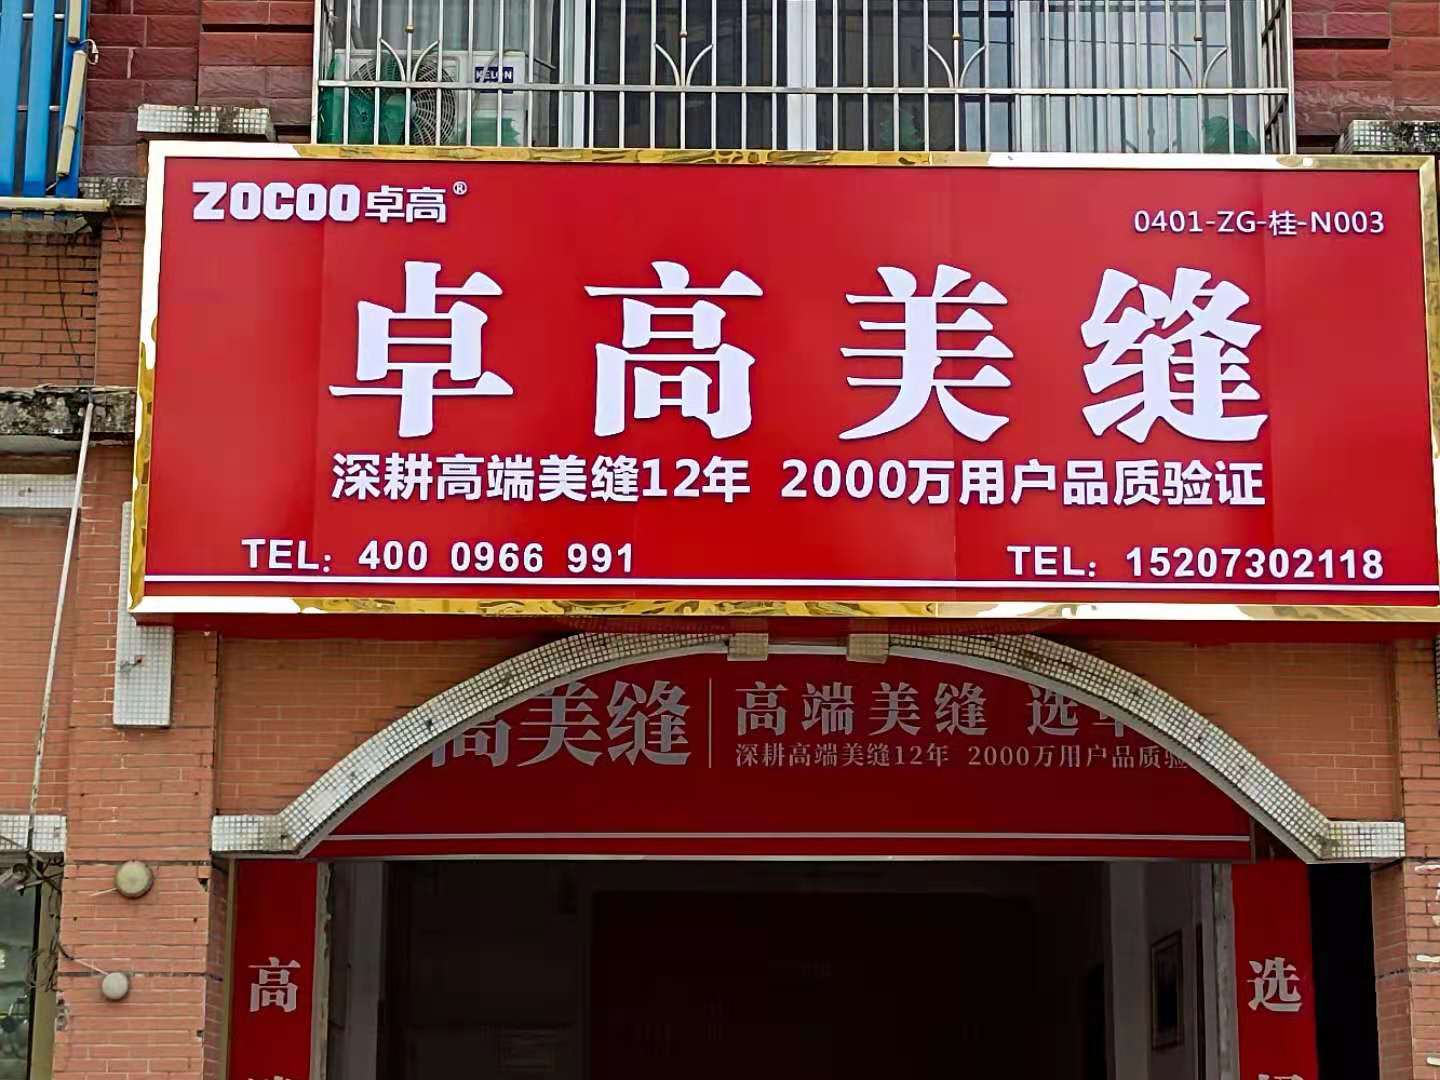 KELON
ZOCOO卓高®
0401-ZG-桂-N003
卓高美缝
深耕高端美缝12年 2000万用户品质验证
TEL：400 0966 991
TEL：15207302118
高美缝
高端美缝 选卓
深耕高端美缝12年 2000万用户品质验
高
选